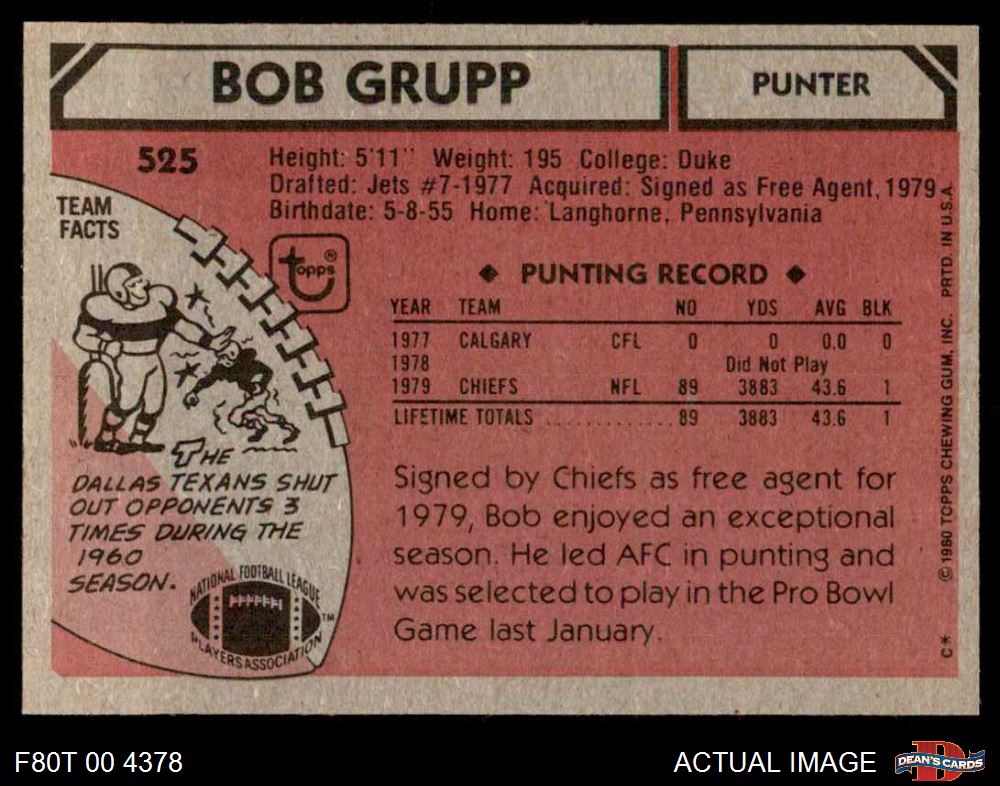 BOB GRUPP
PUNTER
525
Height: 5'11" Weight: 195 College: Duke
Drafted: Jets #7-1977 Acquired: Signed as Free Agent, 1979
Birthdate: 5-8-55 Home: Langhorne, Pennsylvania
TEAM
FACTS
topps®
◆ PUNTING RECORD ◆
YEAR TEAM NO YDS AVG BLK
1977 CALGARY CFL 0 0 0.0 0
1978 Did Not Play
1979 CHIEFS NFL 89 3883 43.6 1
LIFETIME TOTALS ............. 89 3883 43.6 1
THE
DALLAS TEXANS SHUT
OUT OPPONENTS 3
TIMES DURING THE
1960
SEASON.
NATIONAL FOOTBALL LEAGUE
PLAYERS ASSOCIATION
TM
Signed by Chiefs as free agent for
1979, Bob enjoyed an exceptional
season. He led AFC in punting and
was selected to play in the Pro Bowl
Game last January.
C* © 1980 TOPPS CHEWING GUM, INC. PRTD. IN U.S.A.
F80T 00 4378
ACTUAL IMAGE
D
DEAN'S CARDS